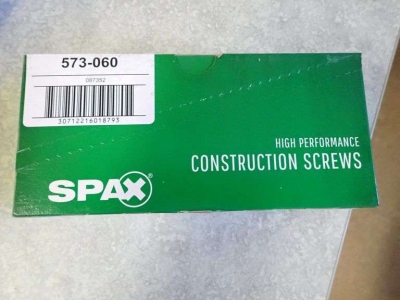 573-060
087352
30712216018793
HIGH PERFORMANCE
CONSTRUCTION SCREWS
SPAX®